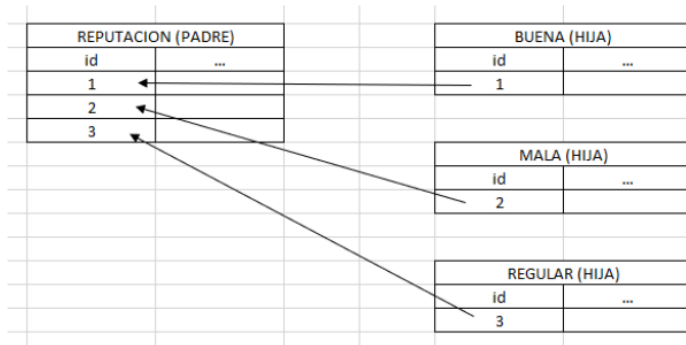 REPUTACION (PADRE)
id ...
1
2
3
BUENA (HIJA)
id ...
1
MALA (HIJA)
id ...
2
REGULAR (HIJA)
id ...
3